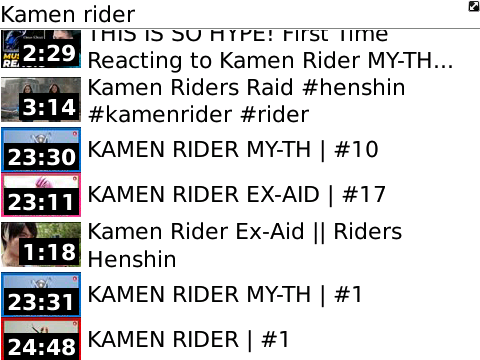 Kamen rider
THIS IS SO HYPE! First Time
Reacting to Kamen Rider MY-TH...
2:29
Kamen Riders Raid #henshin
#kamenrider #rider
3:14
KAMEN RIDER MY-TH | #10
23:30
KAMEN RIDER EX-AID | #17
23:11
Kamen Rider Ex-Aid || Riders
Henshin
1:18
KAMEN RIDER MY-TH | #1
23:31
KAMEN RIDER | #1
24:48